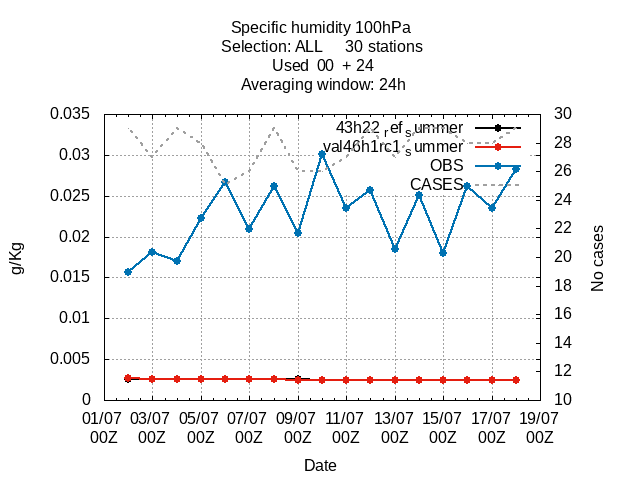 Specific humidity 100hPa
Selection: ALL     30 stations
Used  00  + 24
Averaging window: 24h
0.035
0.03
0.025
0.02
0.015
0.01
0.005
0
g/Kg
43h22_ref_summer
val46h1rc1_summer
OBS
CASES
30
28
26
24
22
20
18
16
14
12
10
No cases
01/07 03/07 05/07 07/07 09/07 11/07 13/07 15/07 17/07 19/07
00Z 00Z 00Z 00Z 00Z 00Z 00Z 00Z 00Z 00Z
Date